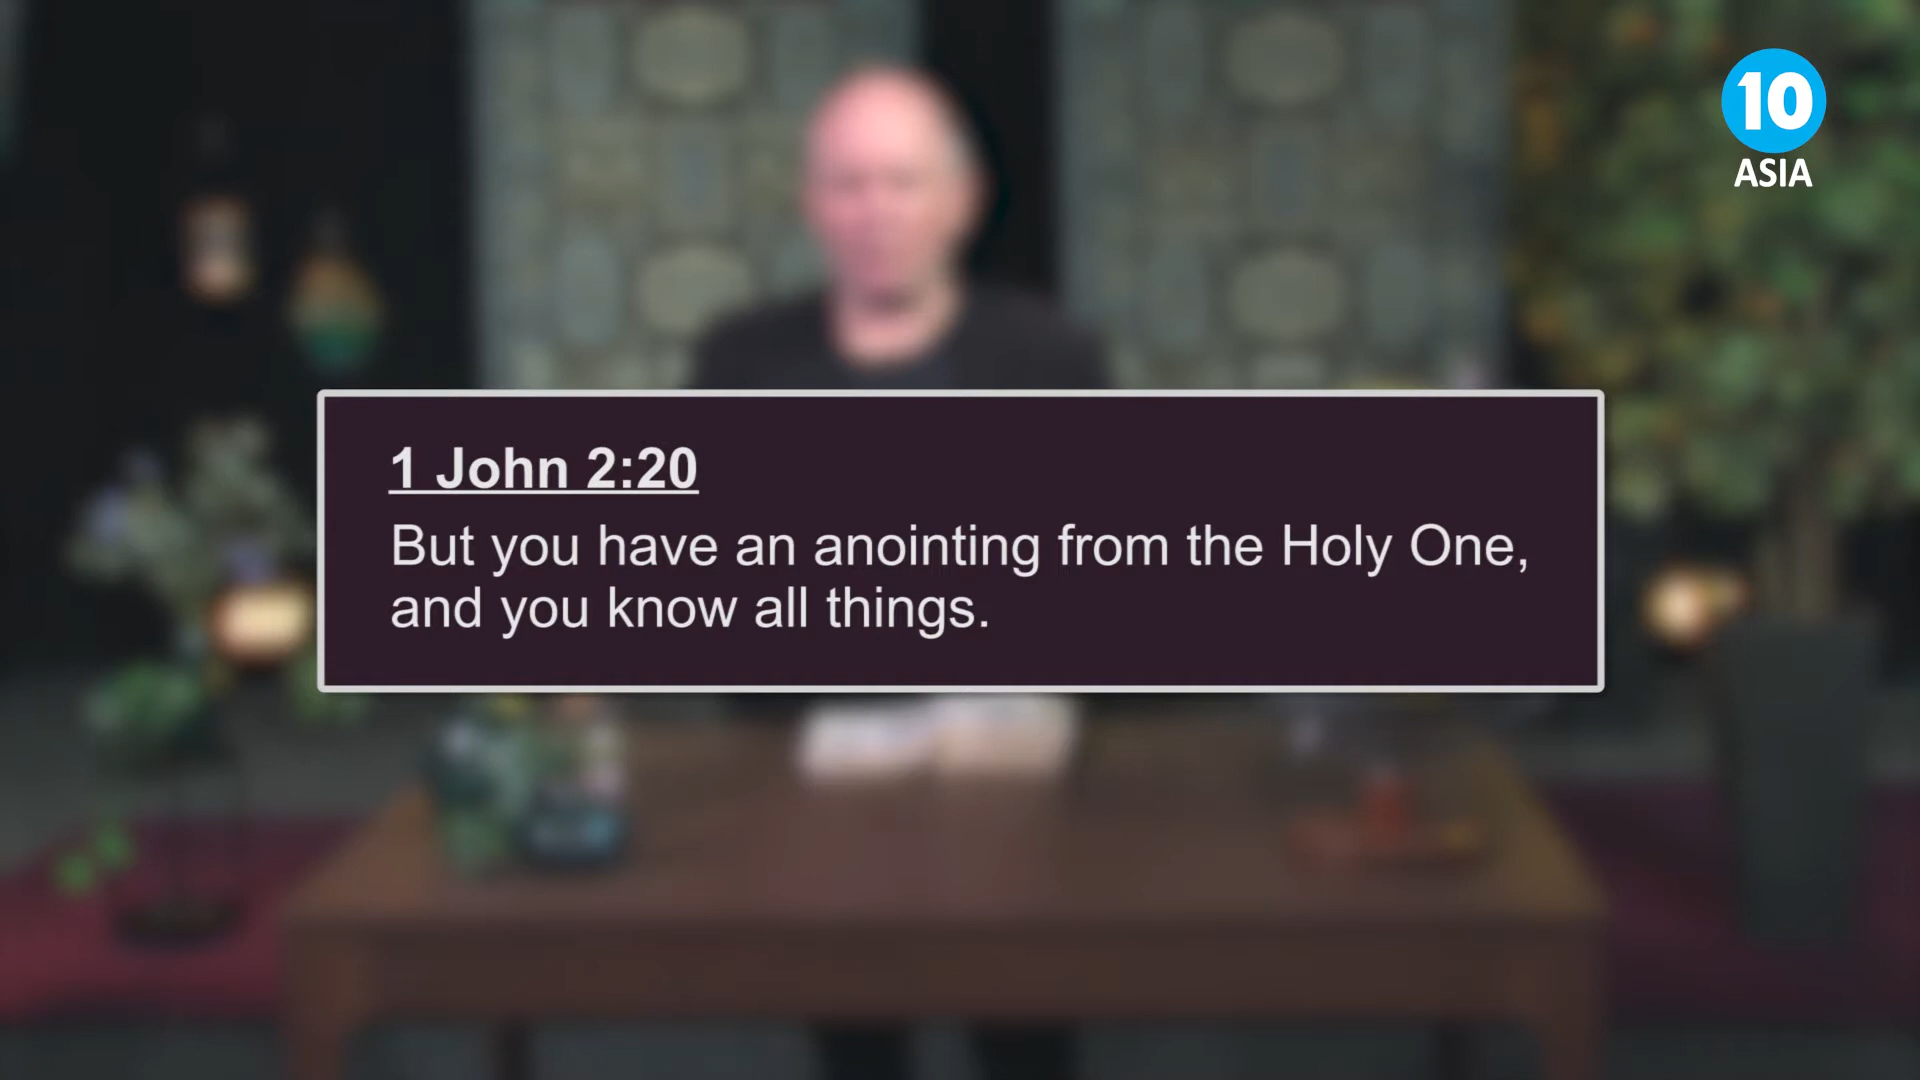 10
ASIA
1 John 2:20
But you have an anointing from the Holy One,
and you know all things.